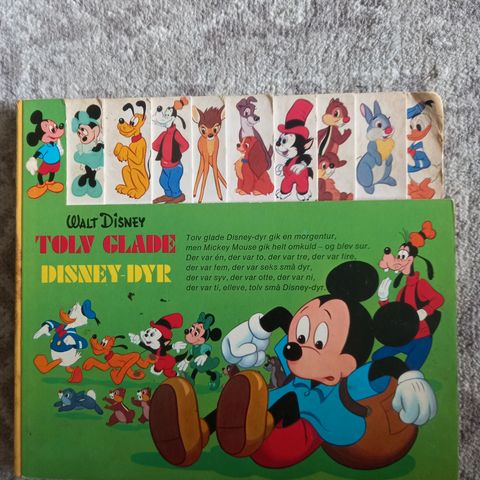 WALT DISNEY
TOLV GLADE
DISNEY-DYR
Tolv glade Disney-dyr gik en morgentur,
men Mickey Mouse gik helt omkuld – og blev sur.
Der var én, der var to, der var tre, der var fire,
der var fem, der var seks små dyr,
der var syv, der var otte, der var ni,
der var ti, elleve, tolv små Disney-dyr.